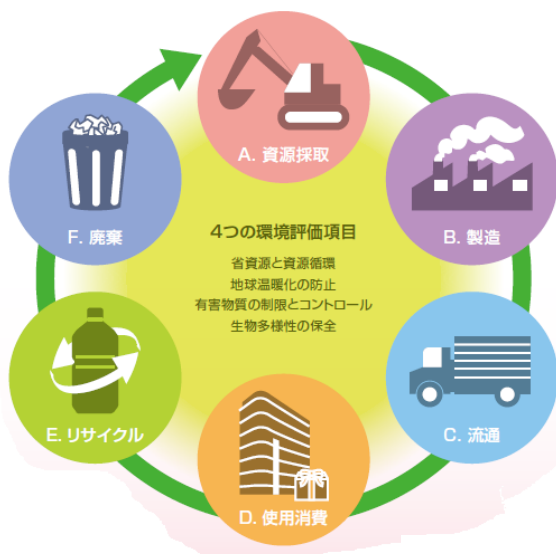 A. 資源採取
B. 製造
C. 流通
D. 使用消費
E. リサイクル
F. 廃棄
4つの環境評価項目
省資源と資源循環
地球温暖化の防止
有害物質の制限とコントロール
生物多様性の保全